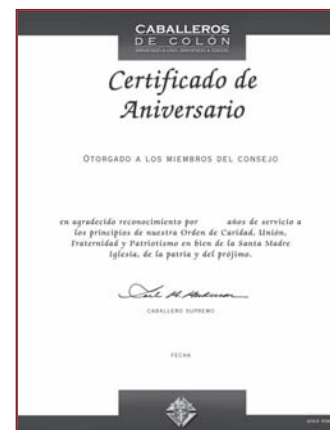 CABALLEROS
DE COLÓN
Certificado de
Aniversario
OTORGADO A LOS MIEMBROS DEL CONSEJO
en agradecido reconocimiento por años de servicio a
los principios de nuestra Orden de Caridad, Unión,
Fraternidad y Patriotismo en bien de la Santa Madre
Iglesia, de la patria y del prójimo.
CABALLERO SUPREMO
FECHA